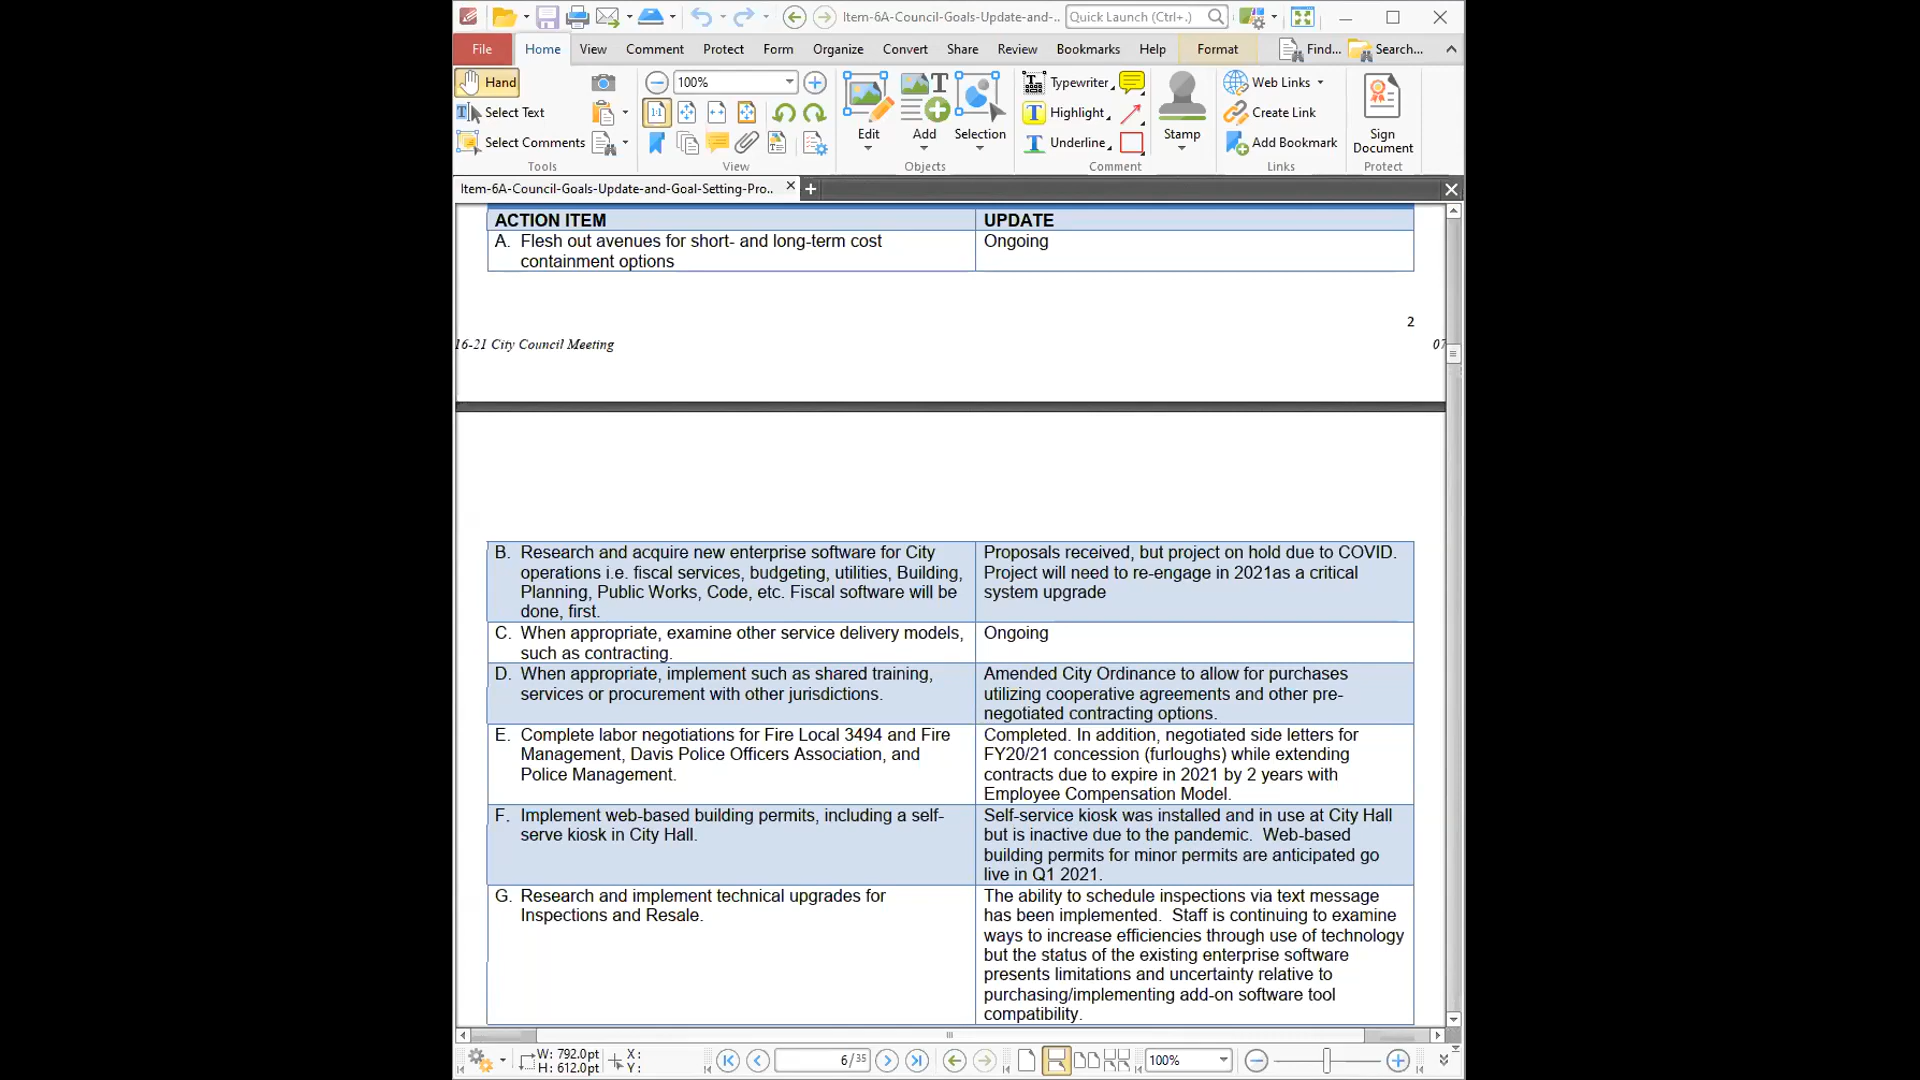 Item-6A-Council-Goals-Update-and-...
Quick Launch (Ctrl+.)
File Home View Comment Protect Form Organize Convert Share Review Bookmarks Help Format Find... Search...
Hand
Select Text
Select Comments
Tools
100%
View
Edit
Add
Selection
Objects
Typewriter
Highlight
Underline
Comment
Stamp
Web Links
Create Link
Add Bookmark
Links
Sign
Document
Protect
Item-6A-Council-Goals-Update-and-Goal-Setting-Pro...
ACTION ITEM UPDATE
A. Flesh out avenues for short- and long-term cost
containment options
Ongoing
2
16-21 City Council Meeting
07
B. Research and acquire new enterprise software for City
operations i.e. fiscal services, budgeting, utilities, Building,
Planning, Public Works, Code, etc. Fiscal software will be
done, first.
Proposals received, but project on hold due to COVID.
Project will need to re-engage in 2021as a critical
system upgrade
C. When appropriate, examine other service delivery models,
such as contracting.
Ongoing
D. When appropriate, implement such as shared training,
services or procurement with other jurisdictions.
Amended City Ordinance to allow for purchases
utilizing cooperative agreements and other pre-
negotiated contracting options.
E. Complete labor negotiations for Fire Local 3494 and Fire
Management, Davis Police Officers Association, and
Police Management.
Completed. In addition, negotiated side letters for
FY20/21 concession (furloughs) while extending
contracts due to expire in 2021 by 2 years with
Employee Compensation Model.
F. Implement web-based building permits, including a self-
serve kiosk in City Hall.
Self-service kiosk was installed and in use at City Hall
but is inactive due to the pandemic.  Web-based
building permits for minor permits are anticipated go
live in Q1 2021.
G. Research and implement technical upgrades for
Inspections and Resale.
The ability to schedule inspections via text message
has been implemented.  Staff is continuing to examine
ways to increase efficiencies through use of technology
but the status of the existing enterprise software
presents limitations and uncertainty relative to
purchasing/implementing add-on software tool
compatibility.
W: 792.0pt
H: 612.0pt
X:
Y:
6 / 35
100%